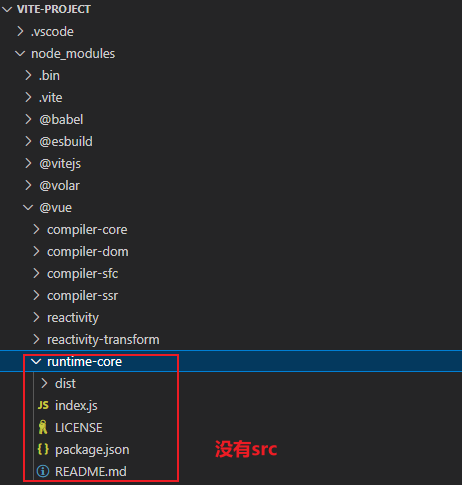 VITE-PROJECT
.vscode
node_modules
.bin
.vite
@babel
@esbuild
@vitejs
@volar
@vue
compiler-core
compiler-dom
compiler-sfc
compiler-ssr
reactivity
reactivity-transform
runtime-core
dist
JS index.js
LICENSE
{} package.json
README.md
没有src